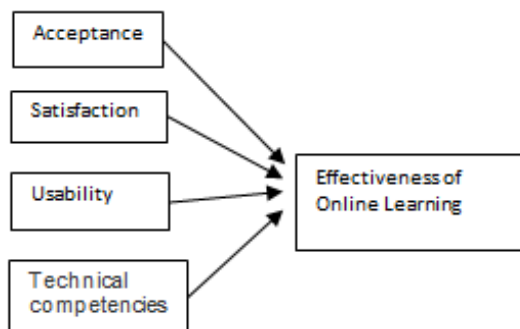 Acceptance
Satisfaction
Usability
Technical
competencies
Effectiveness of
Online Learning